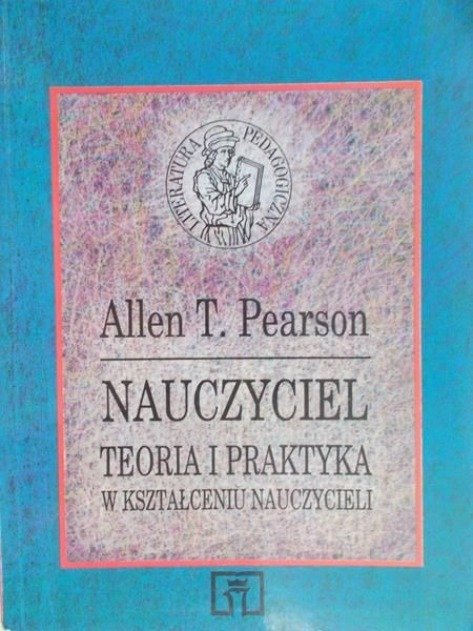 LITERATURA PEDAGOGICZNA
Allen T. Pearson
NAUCZYCIEL
TEORIA I PRAKTYKA
W KSZTAŁCENIU NAUCZYCIELI